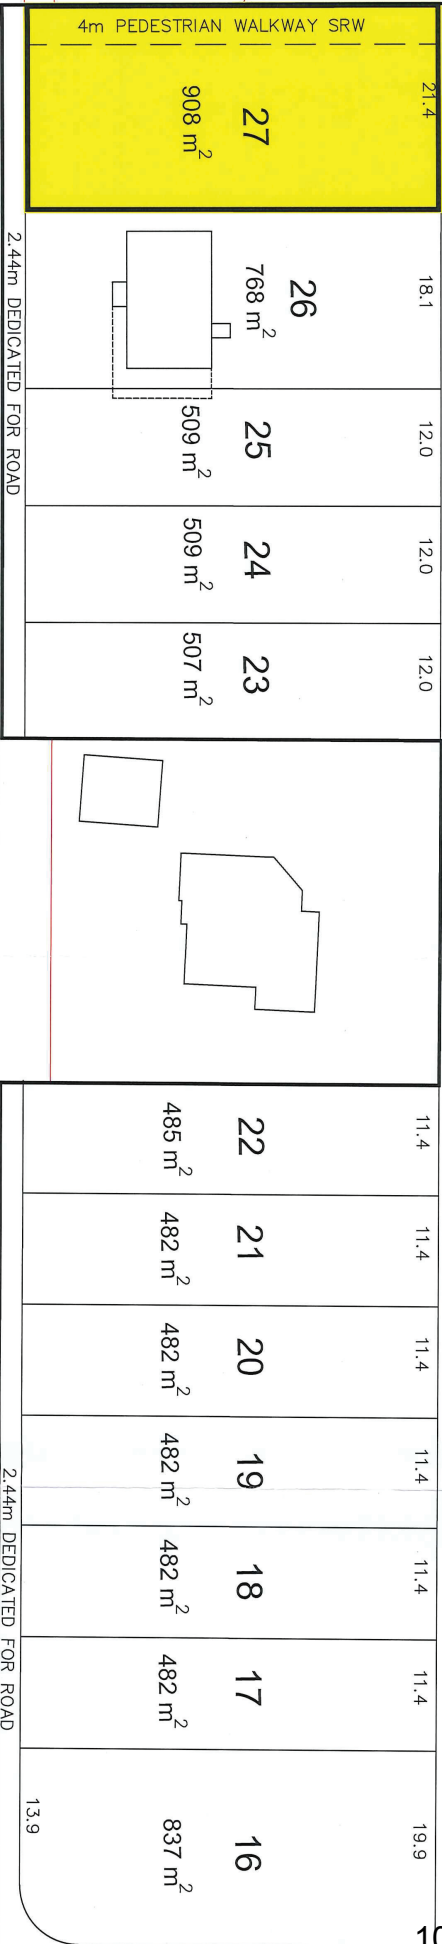 4m PEDESTRIAN WALKWAY SRW
21.4
27
908 m²
18.1
26
768 m²
2.44m DEDICATED FOR ROAD
12.0
25
509 m²
12.0
24
509 m²
12.0
23
507 m²
11.4
22
485 m²
11.4
21
482 m²
11.4
20
482 m²
11.4
19
482 m²
11.4
18
482 m²
11.4
17
482 m²
2.44m DEDICATED FOR ROAD
19.9
16
837 m²
13.9